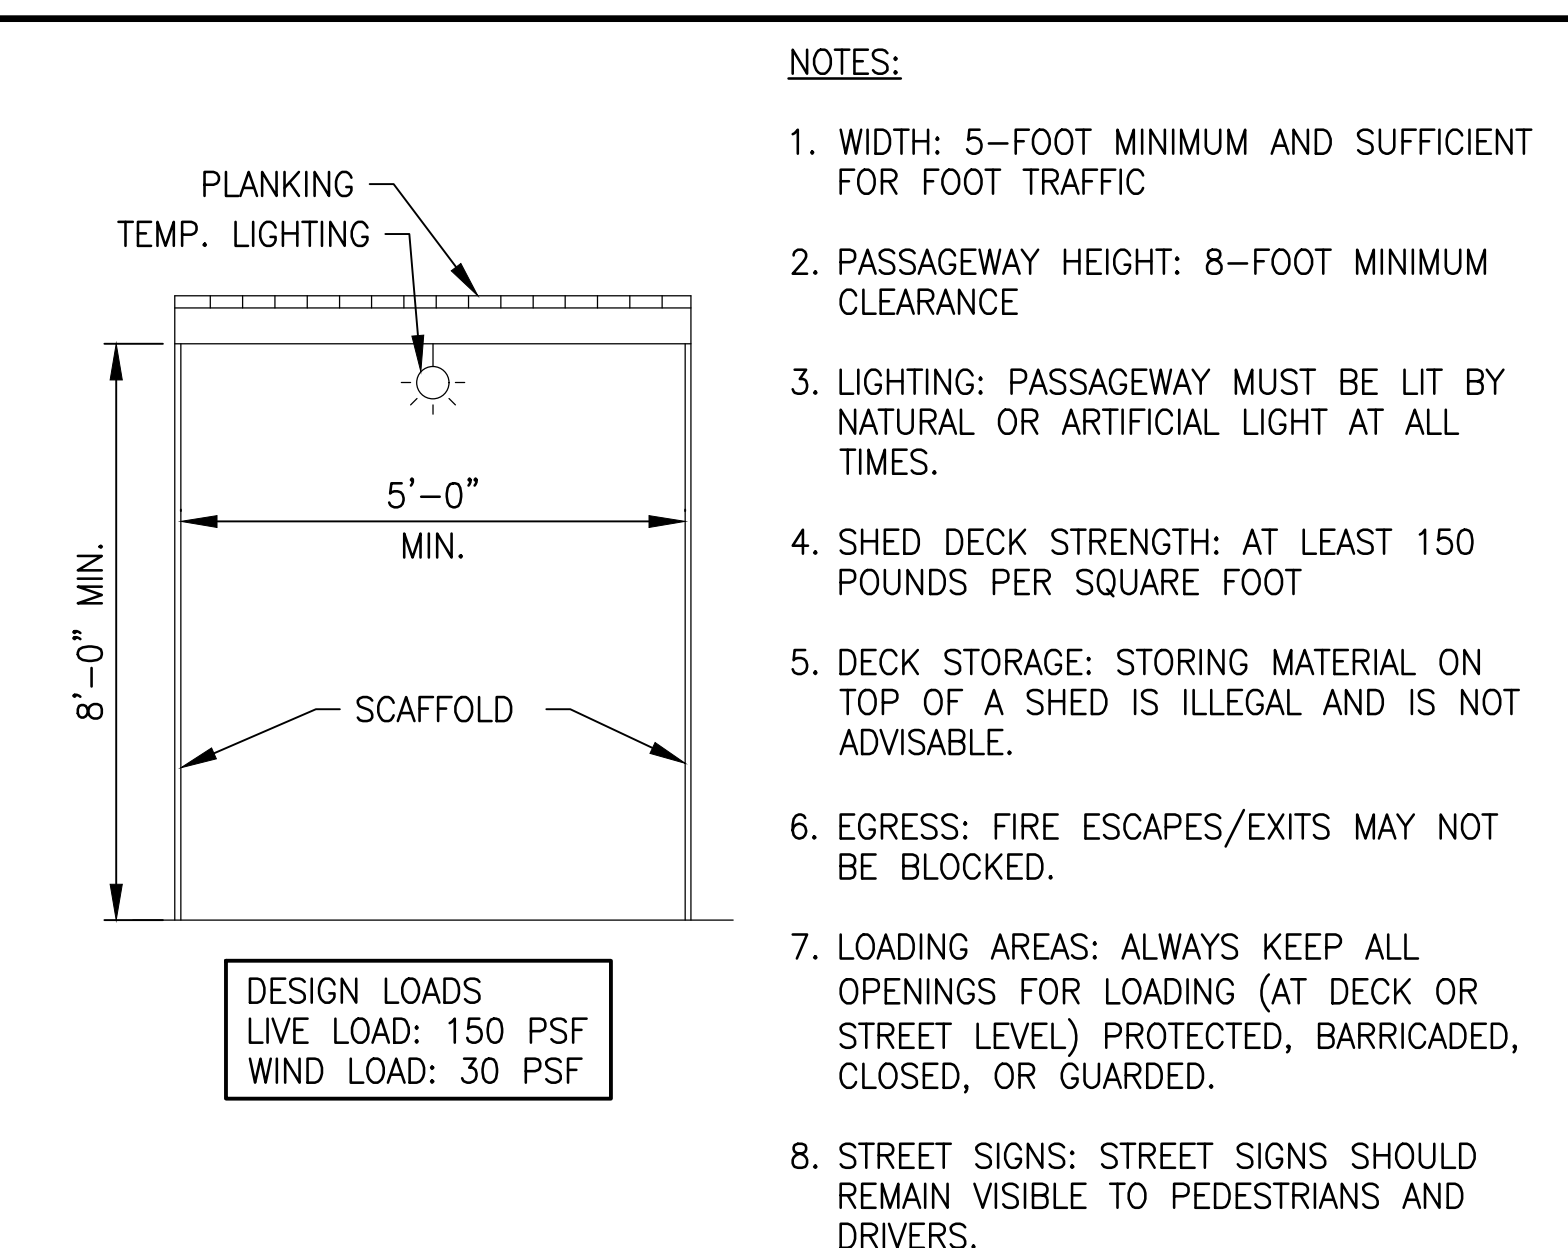 PLANKING
TEMP. LIGHTING
5'-0"
MIN.
8'-0" MIN.
SCAFFOLD
DESIGN LOADS
LIVE LOAD: 150 PSF
WIND LOAD: 30 PSF
NOTES:
1. WIDTH: 5-FOOT MINIMUM AND SUFFICIENT
FOR FOOT TRAFFIC
2. PASSAGEWAY HEIGHT: 8-FOOT MINIMUM
CLEARANCE
3. LIGHTING: PASSAGEWAY MUST BE LIT BY
NATURAL OR ARTIFICIAL LIGHT AT ALL
TIMES.
4. SHED DECK STRENGTH: AT LEAST 150
POUNDS PER SQUARE FOOT
5. DECK STORAGE: STORING MATERIAL ON
TOP OF A SHED IS ILLEGAL AND IS NOT
ADVISABLE.
6. EGRESS: FIRE ESCAPES/EXITS MAY NOT
BE BLOCKED.
7. LOADING AREAS: ALWAYS KEEP ALL
OPENINGS FOR LOADING (AT DECK OR
STREET LEVEL) PROTECTED, BARRICADED,
CLOSED, OR GUARDED.
8. STREET SIGNS: STREET SIGNS SHOULD
REMAIN VISIBLE TO PEDESTRIANS AND
DRIVERS.